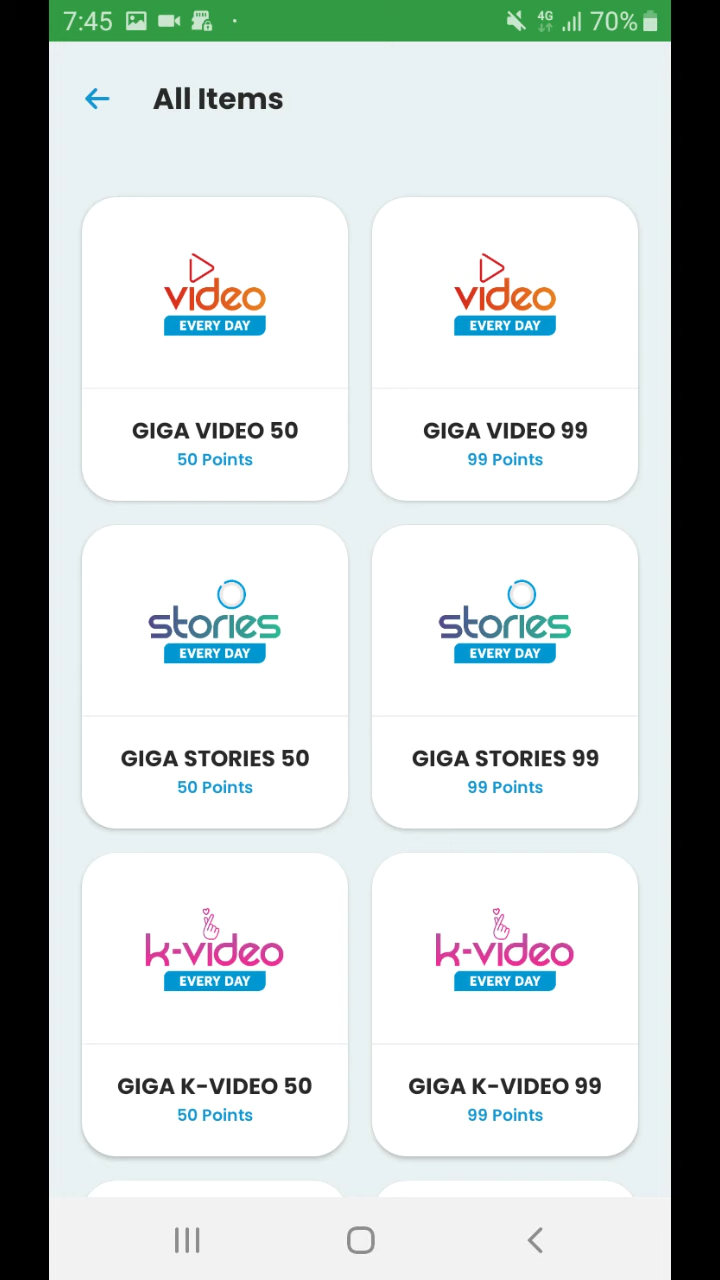 7:45 4G 70%
All Items
video video
EVERY DAY EVERY DAY
GIGA VIDEO 50 GIGA VIDEO 99
50 Points 99 Points
stories stories
EVERY DAY EVERY DAY
GIGA STORIES 50 GIGA STORIES 99
50 Points 99 Points
k-video k-video
EVERY DAY EVERY DAY
GIGA K-VIDEO 50 GIGA K-VIDEO 99
50 Points 99 Points